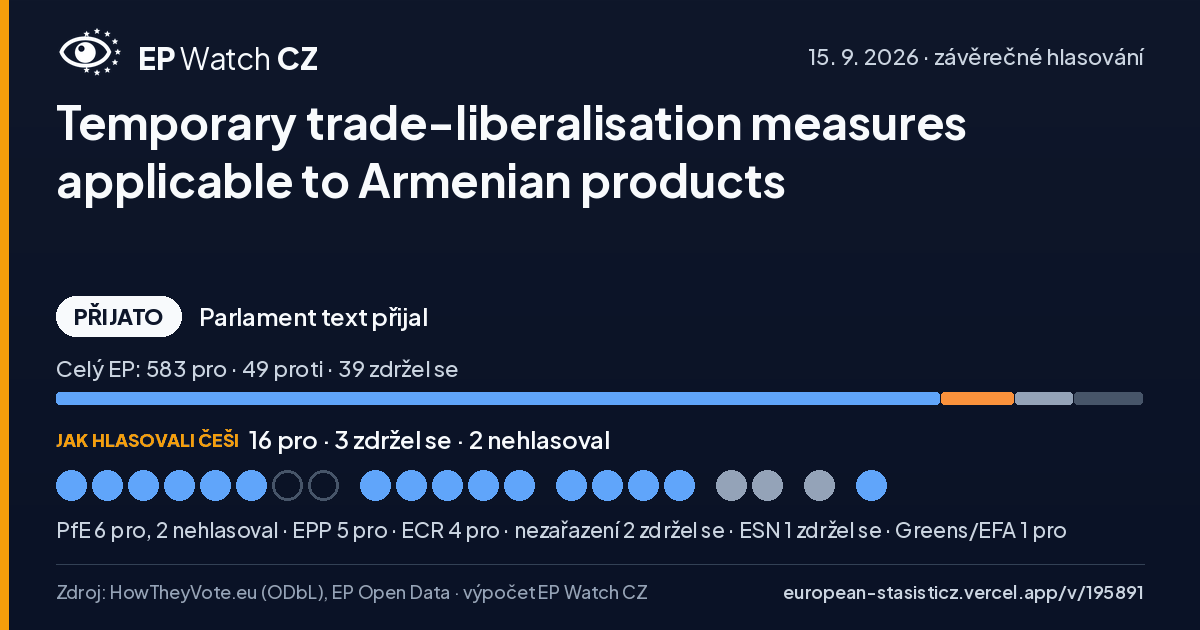 EP Watch CZ
15. 9. 2026 · závěrečné hlasování
Temporary trade-liberalisation measures
applicable to Armenian products
PŘIJATO Parlament text přijal
Celý EP: 583 pro · 49 proti · 39 zdržel se
JAK HLASOVALI ČEŠI 16 pro · 3 zdržel se · 2 nehlasoval
PfE 6 pro, 2 nehlasoval · EPP 5 pro · ECR 4 pro · nezařazení 2 zdržel se · ESN 1 zdržel se · Greens/EFA 1 pro
Zdroj: HowTheyVote.eu (ODbL), EP Open Data · výpočet EP Watch CZ
european-stasisticz.vercel.app/v/195891